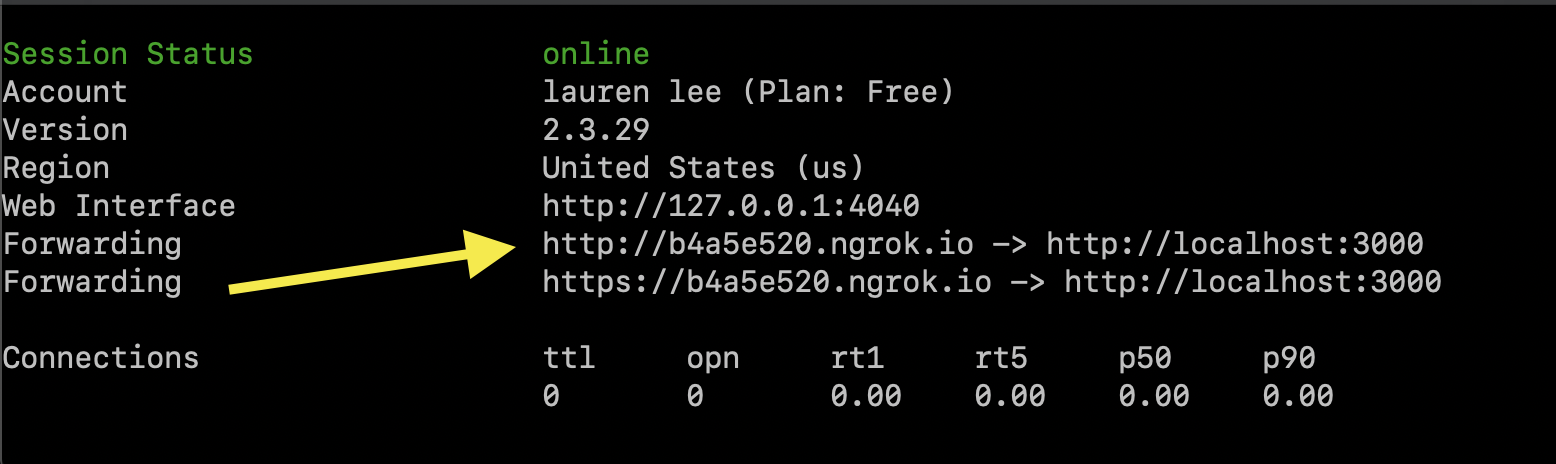 Session Status online
Account lauren lee (Plan: Free)
Version 2.3.29
Region United States (us)
Web Interface http://127.0.0.1:4040
Forwarding http://b4a5e520.ngrok.io -> http://localhost:3000
Forwarding https://b4a5e520.ngrok.io -> http://localhost:3000
Connections ttl opn rt1 rt5 p50 p90
0 0 0.00 0.00 0.00 0.00